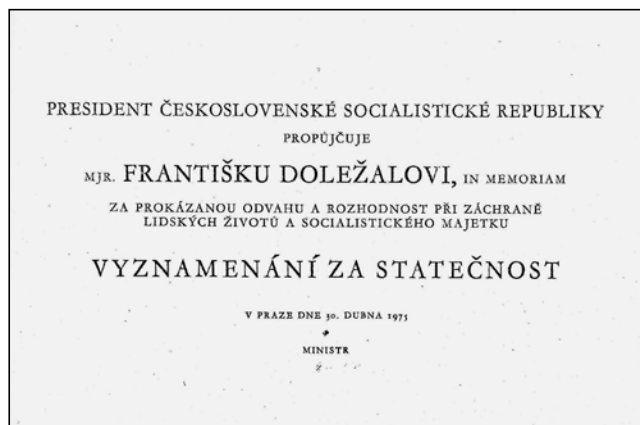 PRESIDENT ČESKOSLOVENSKÉ SOCIALISTICKÉ REPUBLIKY
PROPŮJČUJE
MJR. FRANTIŠKU DOLEŽALOVI, IN MEMORIAM
ZA PROKÁZANOU ODVAHU A ROZHODNOST PŘI ZÁCHRANĚ
LIDSKÝCH ŽIVOTŮ A SOCIALISTICKÉHO MAJETKU
VYZNAMENÁNÍ ZA STATEČNOST
V PRAZE DNE 30. DUBNA 1975
MINISTR